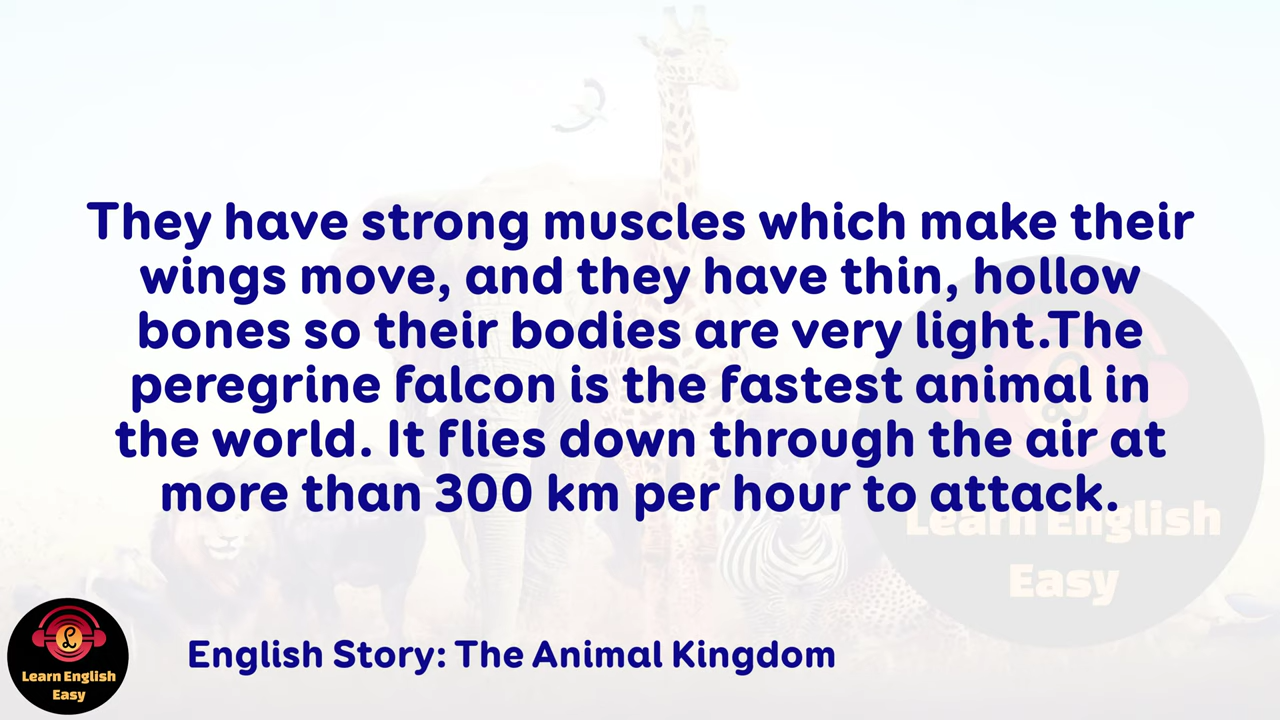 They have strong muscles which make their
wings move, and they have thin, hollow
bones so their bodies are very light.The
peregrine falcon is the fastest animal in
the world. It flies down through the air at
more than 300 km per hour to attack.
Learn English
Easy
English Story: The Animal Kingdom
Learn English
Easy